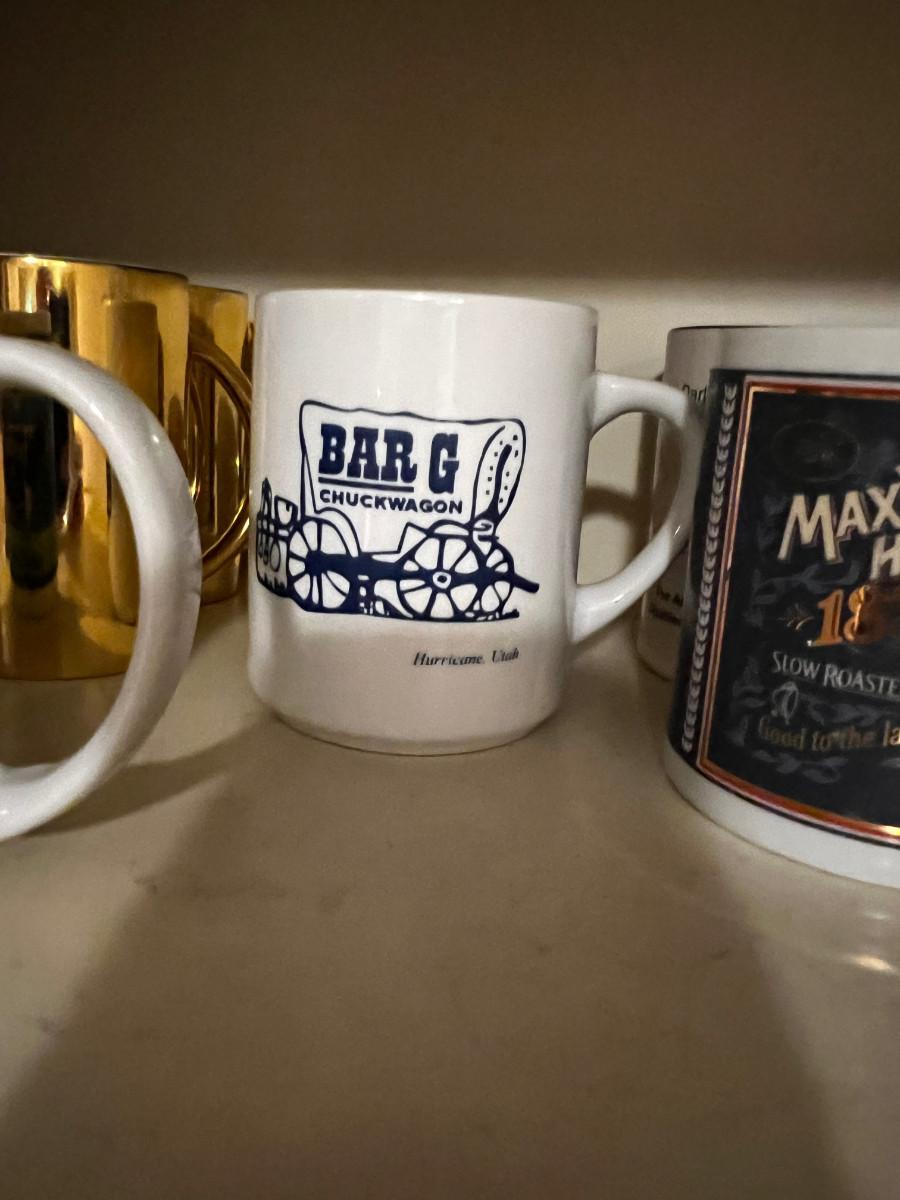 BAR G
CHUCKWAGON
Hurricane, Utah
MAX
H
18
SLOW ROASTE
Good to the la